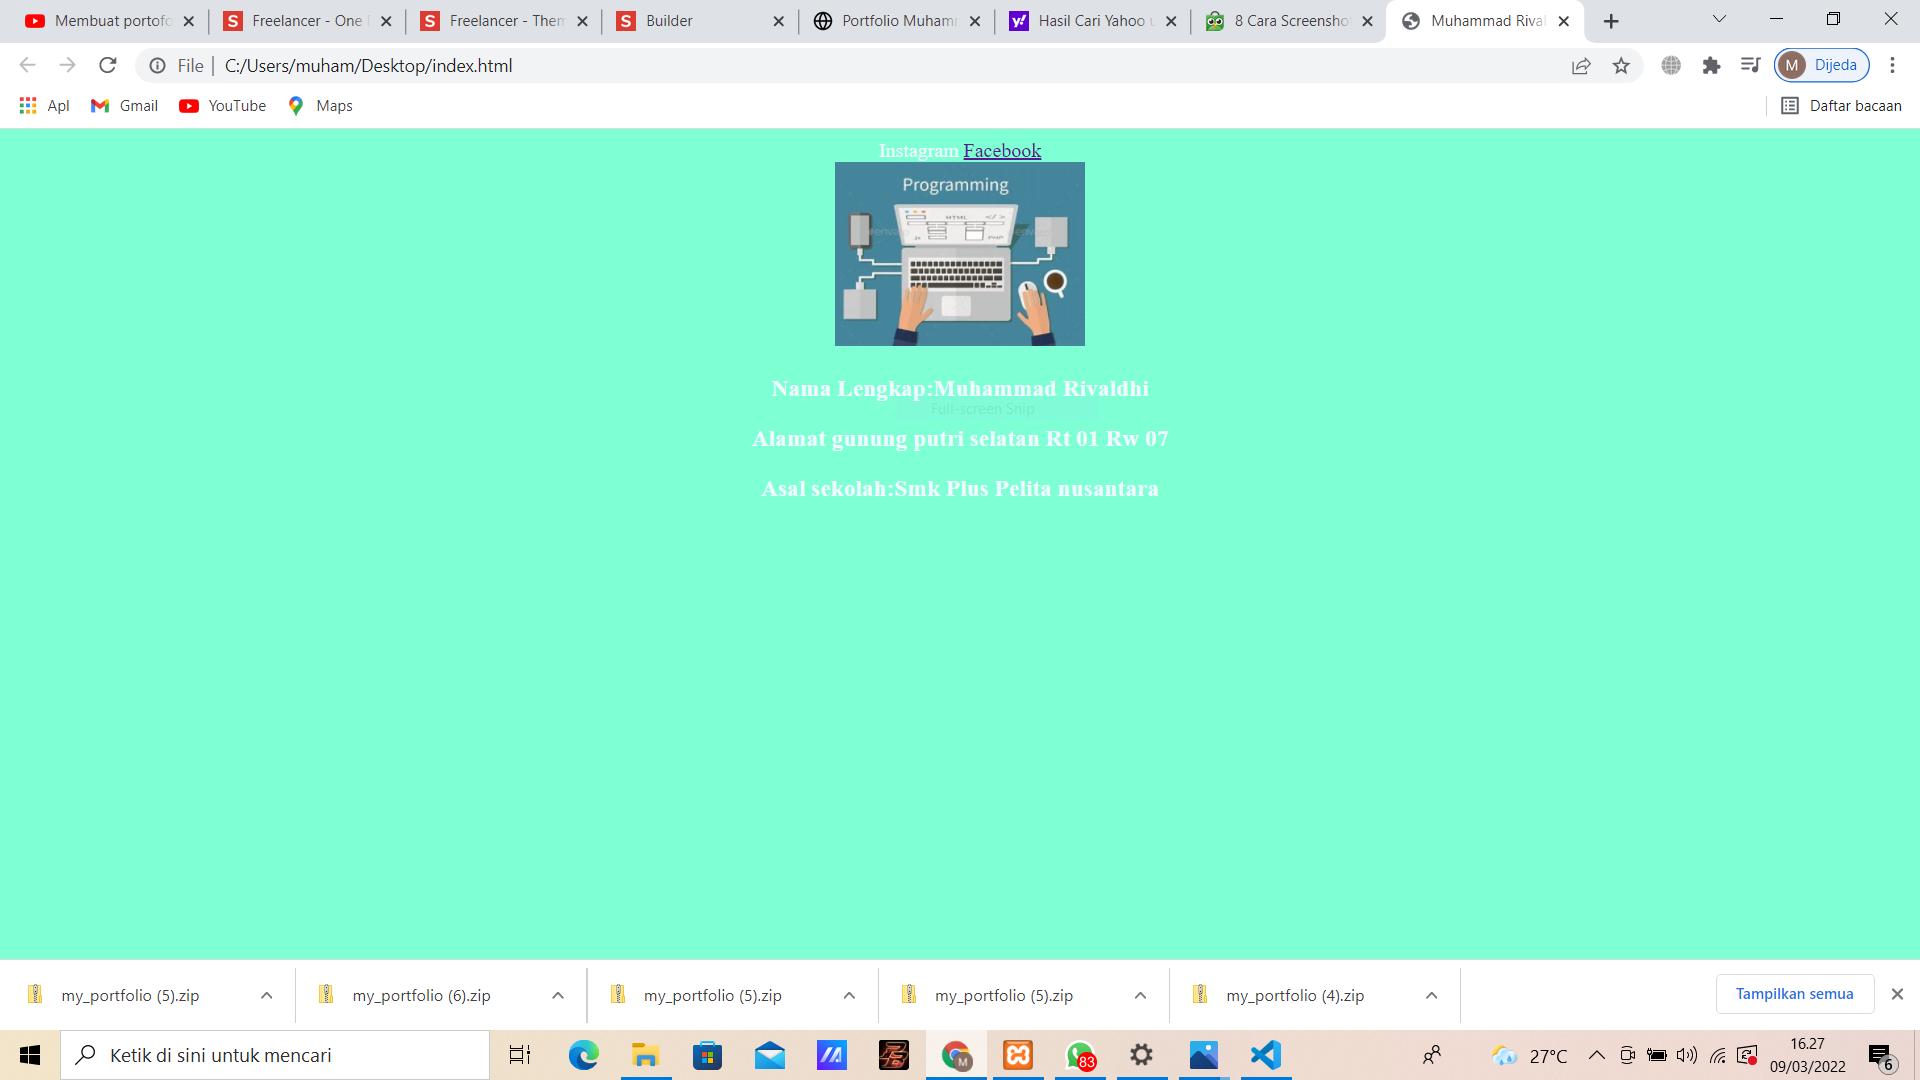 Membuat portofo
Freelancer - One
Freelancer - Them
Builder
Portfolio Muhamm
Hasil Cari Yahoo u
8 Cara Screenshot
Muhammad Rival
File | C:/Users/muham/Desktop/index.html
M Dijeda
Apl
Gmail
YouTube
Maps
Daftar bacaan
Instagram Facebook
Programming
HTML </>
Js PHP
Nama Lengkap:Muhammad Rivaldhi
Full-screen Snip
Alamat gunung putri selatan Rt 01 Rw 07
Asal sekolah:Smk Plus Pelita nusantara
my_portfolio (5).zip
my_portfolio (6).zip
my_portfolio (5).zip
my_portfolio (5).zip
my_portfolio (4).zip
Tampilkan semua
Ketik di sini untuk mencari
M
83
27°C
16.27
09/03/2022
6